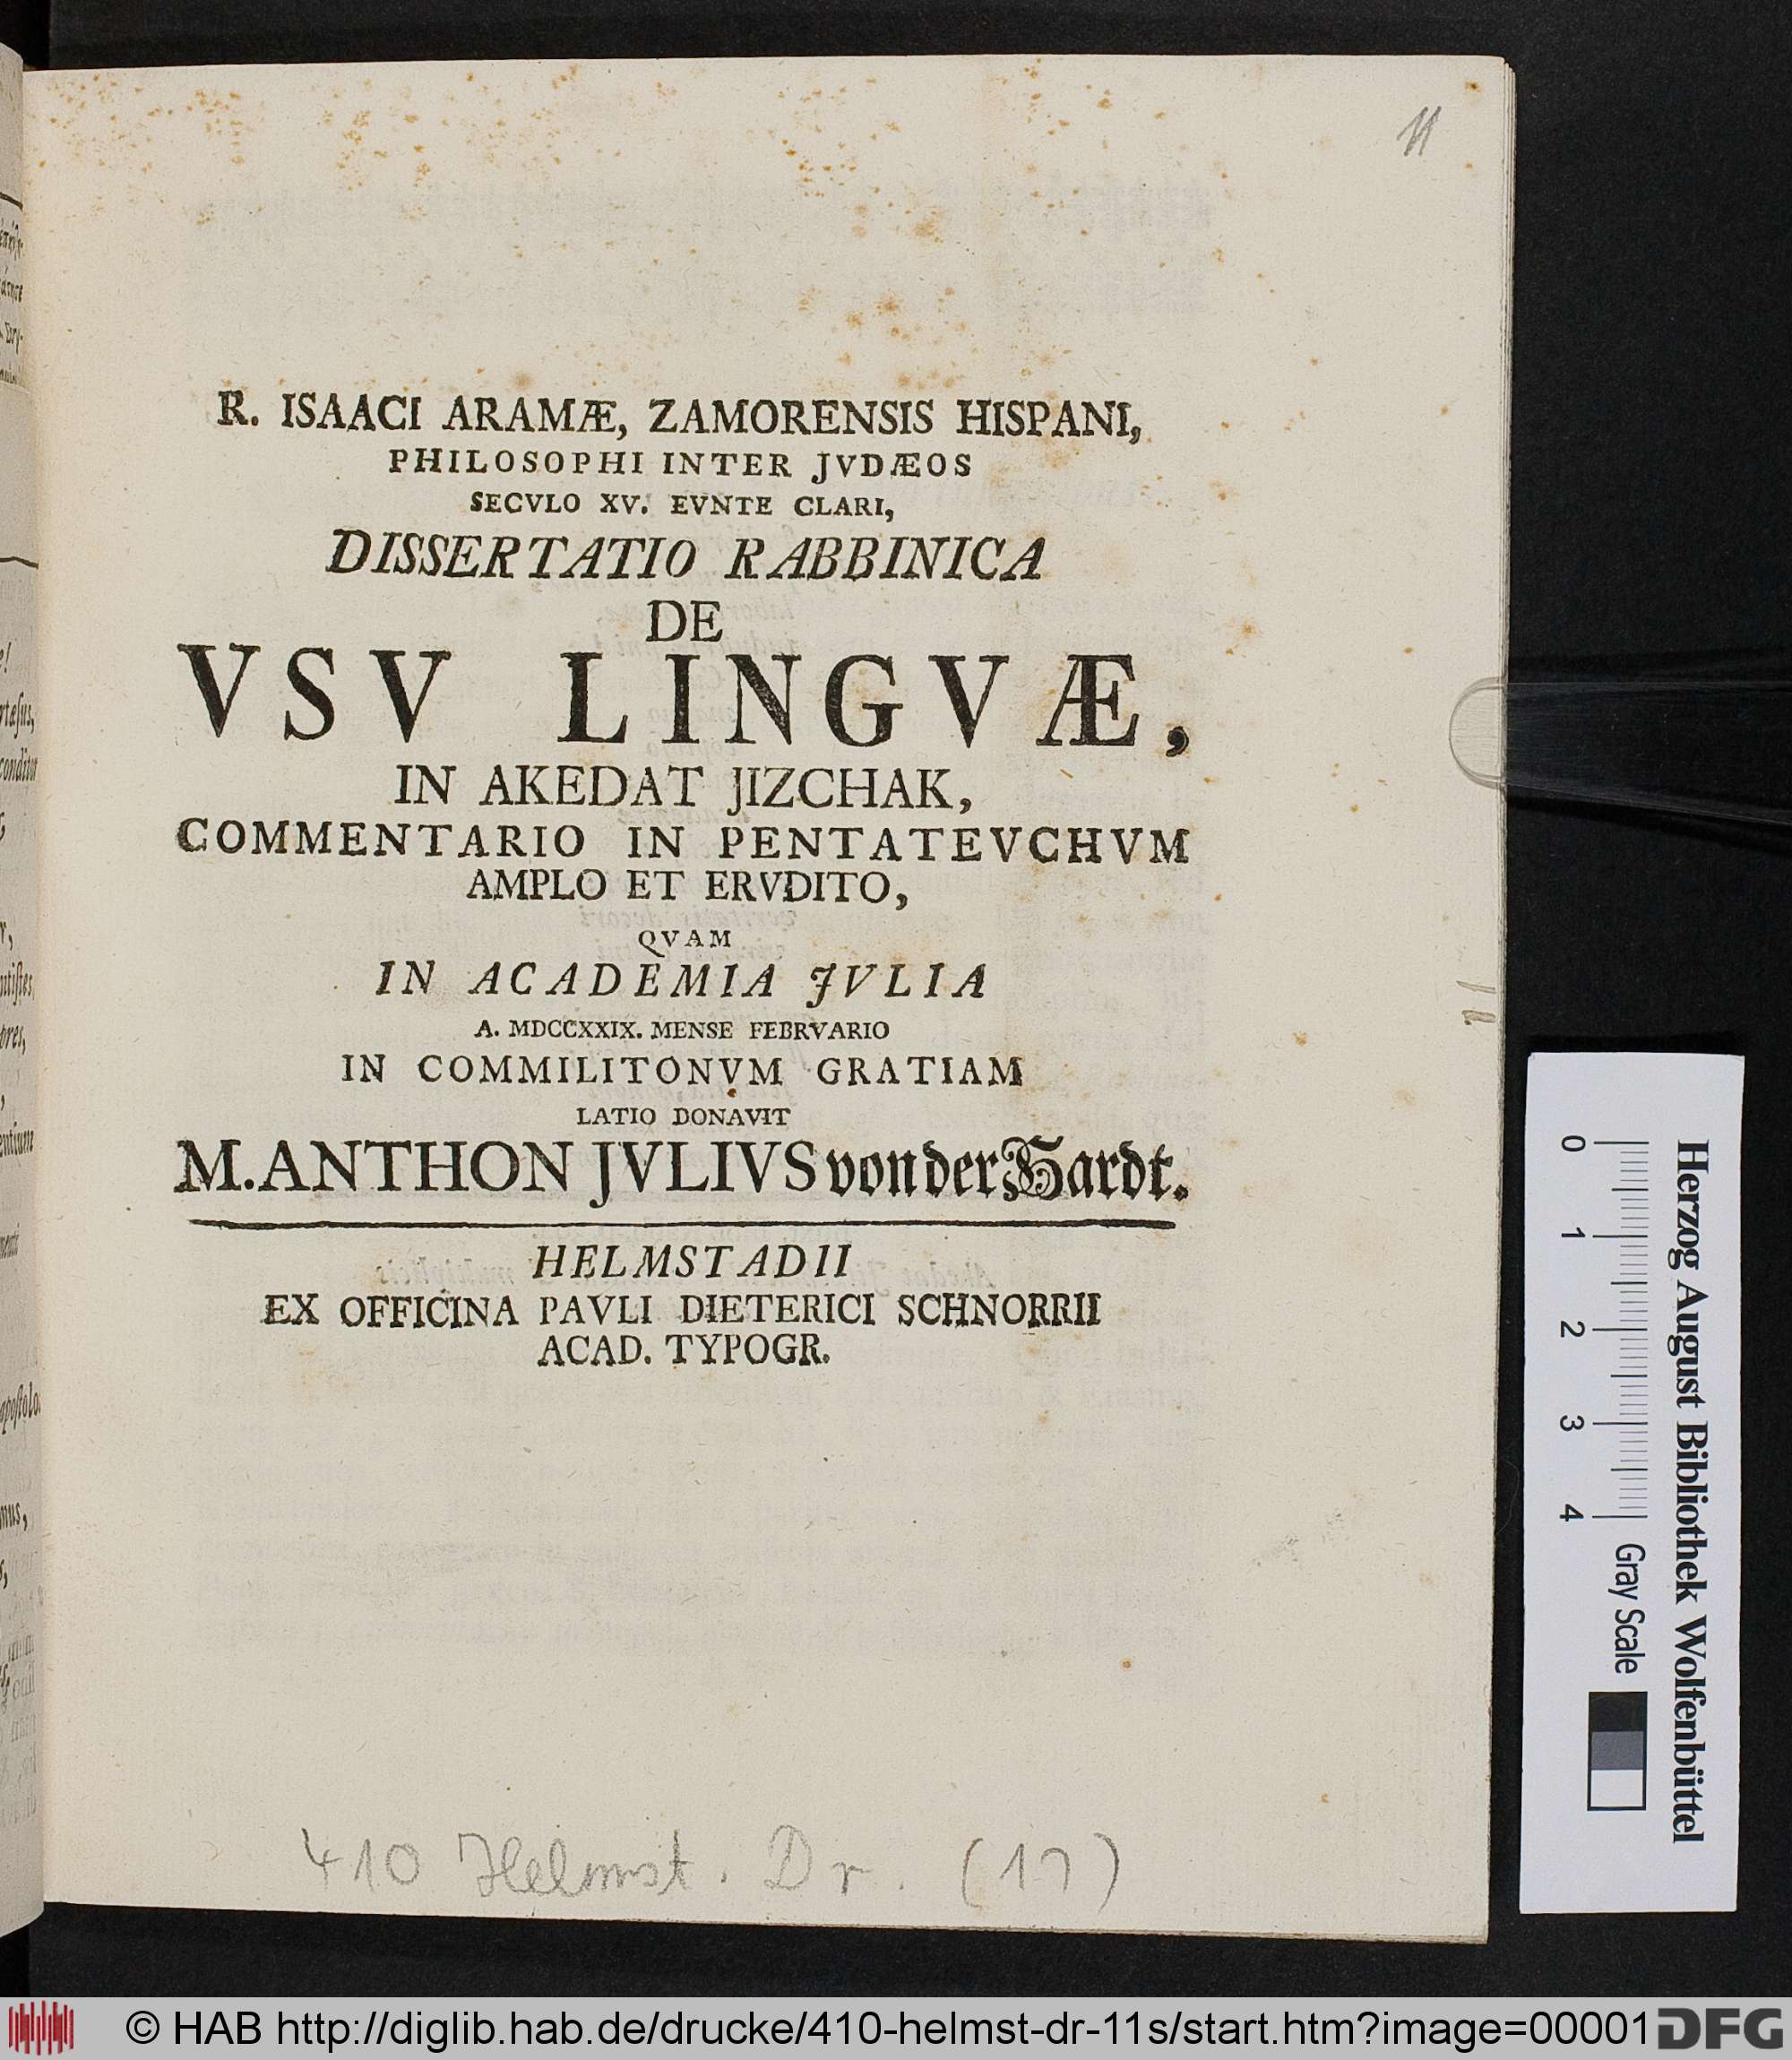 11
R. ISAACI ARAMÆ, ZAMORENSIS HISPANI,
PHILOSOPHI INTER JVDÆOS
SECVLO XV. EVNTE CLARI,
DISSERTATIO RABBINICA
DE
VSV LINGVÆ,
IN AKEDAT JIZCHAK,
COMMENTARIO IN PENTATEVCHVM
AMPLO ET ERVDITO,
QVAM
IN ACADEMIA JVLIA
A. MDCCXXIX. MENSE FEBRVARIO
IN COMMILITONVM GRATIAM
LATIO DONAVIT
M. ANTHON JVLIVS von der Hardt.
HELMSTADII
EX OFFICINA PAVLI DIETERICI SCHNORRII
ACAD. TYPOGR.
410 Helmst. Dr. (11)
Herzog August Bibliothek Wolfenbüttel
0 1 2 3 4 Gray Scale
© HAB http://diglib.hab.de/drucke/410-helmst-dr-11s/start.htm?image=00001
DFG